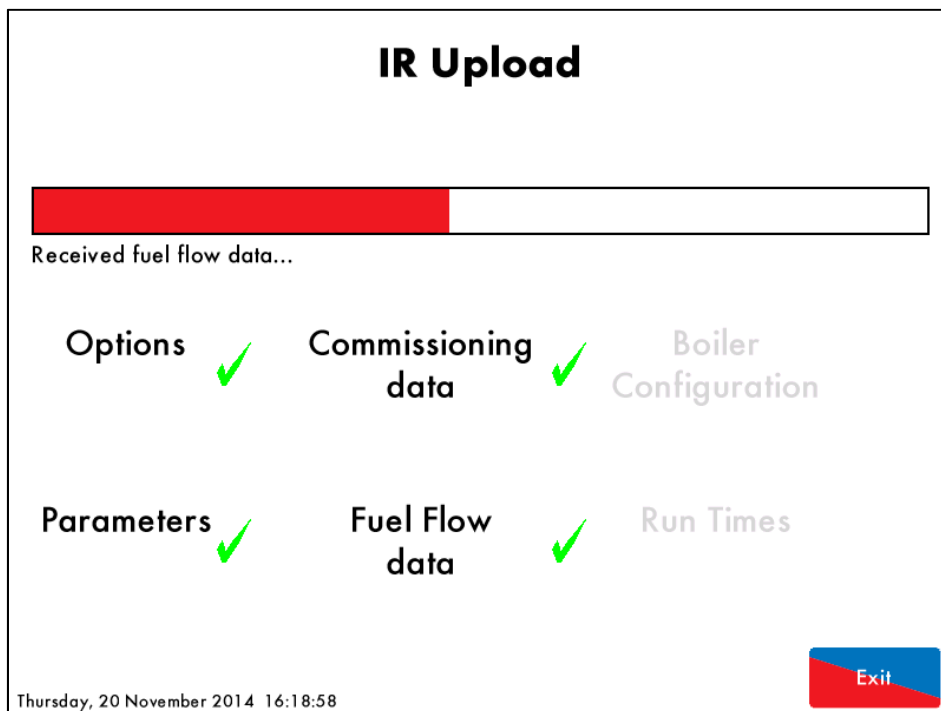 IR Upload
Received fuel flow data...
Options
Commissioning
data
Boiler
Configuration
Parameters
Fuel Flow
data
Run Times
Exit
Thursday, 20 November 2014 16:18:58